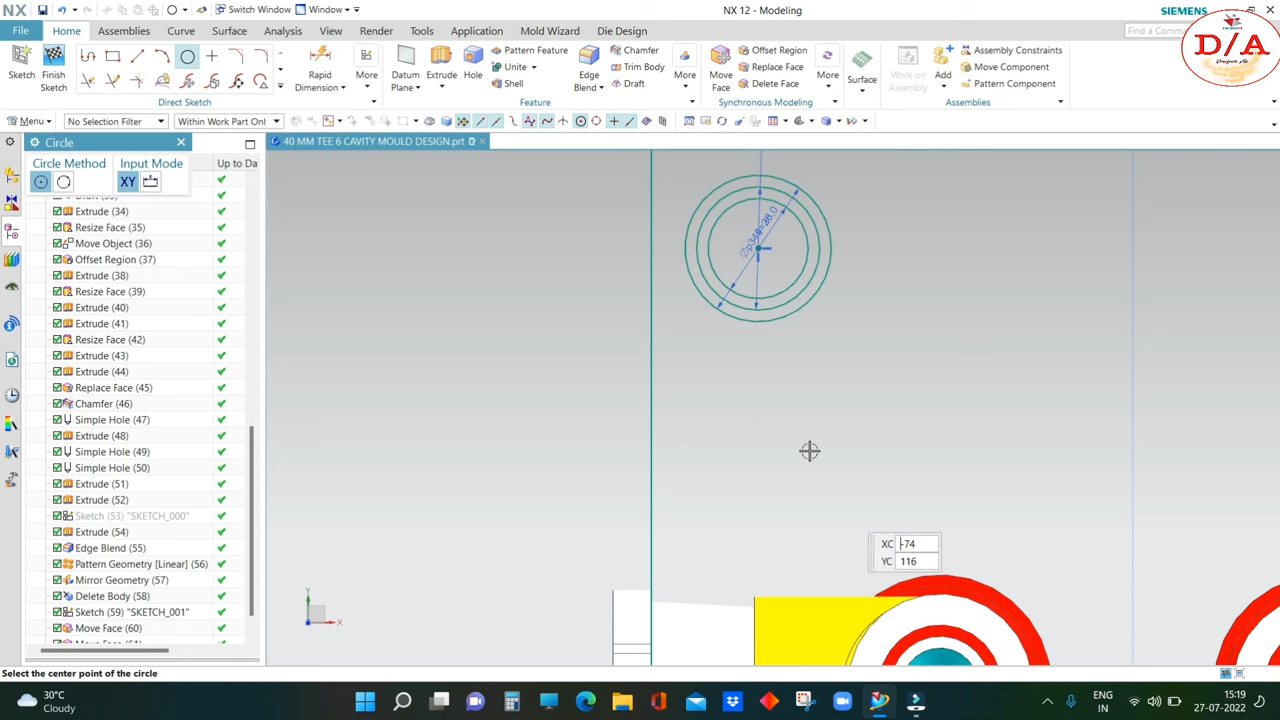 NX
Switch Window
Window
NX 12 - Modeling
SIEMENS
File
Home
Assemblies
Curve
Surface
Analysis
View
Render
Tools
Application
Mold Wizard
Die Design
D/A
Sketch
Finish
Sketch
Direct Sketch
Rapid
Dimension
More
Datum
Plane
Extrude
Hole
Pattern Feature
Unite
Shell
Edge
Blend
Chamfer
Trim Body
Draft
More
Feature
Move
Face
Offset Region
Replace Face
Delete Face
More
Synchronous Modeling
Surface
Work on
Assembly
Add
Assembly Constraints
Move Component
Pattern Component
Assemblies
Menu
No Selection Filter
Within Work Part Only
Circle
Circle Method
Input Mode
XY
Up to Da
40 MM TEE 6 CAVITY MOULD DESIGN.prt
Extrude (34)
Resize Face (35)
Move Object (36)
Offset Region (37)
Extrude (38)
Resize Face (39)
Extrude (40)
Extrude (41)
Resize Face (42)
Extrude (43)
Extrude (44)
Replace Face (45)
Chamfer (46)
Simple Hole (47)
Extrude (48)
Simple Hole (49)
Simple Hole (50)
Extrude (51)
Extrude (52)
Sketch (53) "SKETCH_000"
Extrude (54)
Edge Blend (55)
Pattern Geometry [Linear] (56)
Mirror Geometry (57)
Delete Body (58)
Sketch (59) "SKETCH_001"
Move Face (60)
XC -74
YC 116
Y
X
Select the center point of the circle
30°C
Cloudy
ENG
IN
15:19
27-07-2022